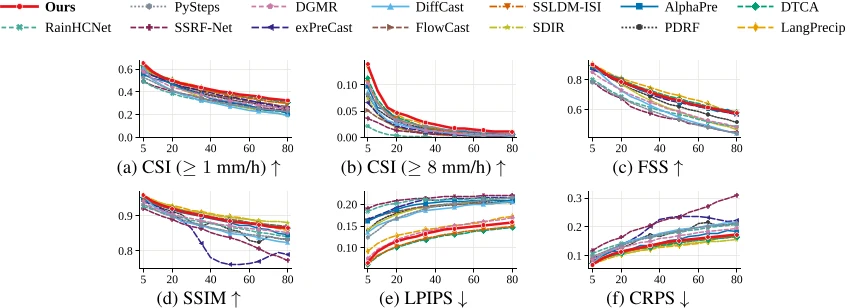 Ours PySteps DGMR DiffCast SSLDM-ISI AlphaPre DTCA
RainHCNet SSRF-Net exPreCast FlowCast SDIR PDRF LangPrecip
0.6
0.4
0.2
0.0
5 20 40 60 80
(a) CSI (≥ 1 mm/h) ↑
0.10
0.05
0.00
5 20 40 60 80
(b) CSI (≥ 8 mm/h) ↑
0.8
0.6
5 20 40 60 80
(c) FSS ↑
0.9
0.8
5 20 40 60 80
(d) SSIM ↑
0.20
0.15
0.10
5 20 40 60 80
(e) LPIPS ↓
0.3
0.2
0.1
5 20 40 60 80
(f) CRPS ↓